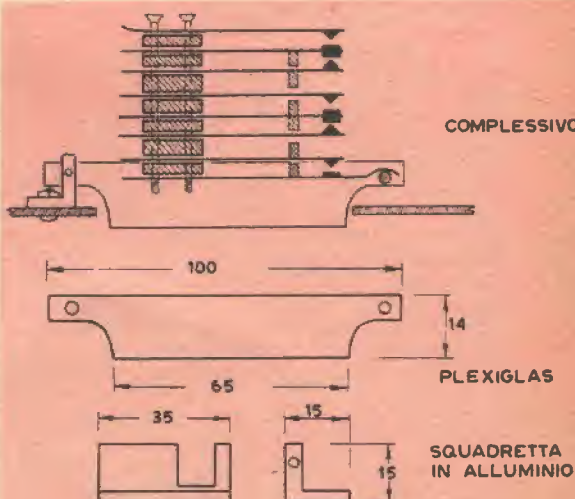 COMPLESSIVO
100
14
65
PLEXIGLAS
35
15
15
SQUADRETTA
IN ALLUMINIO